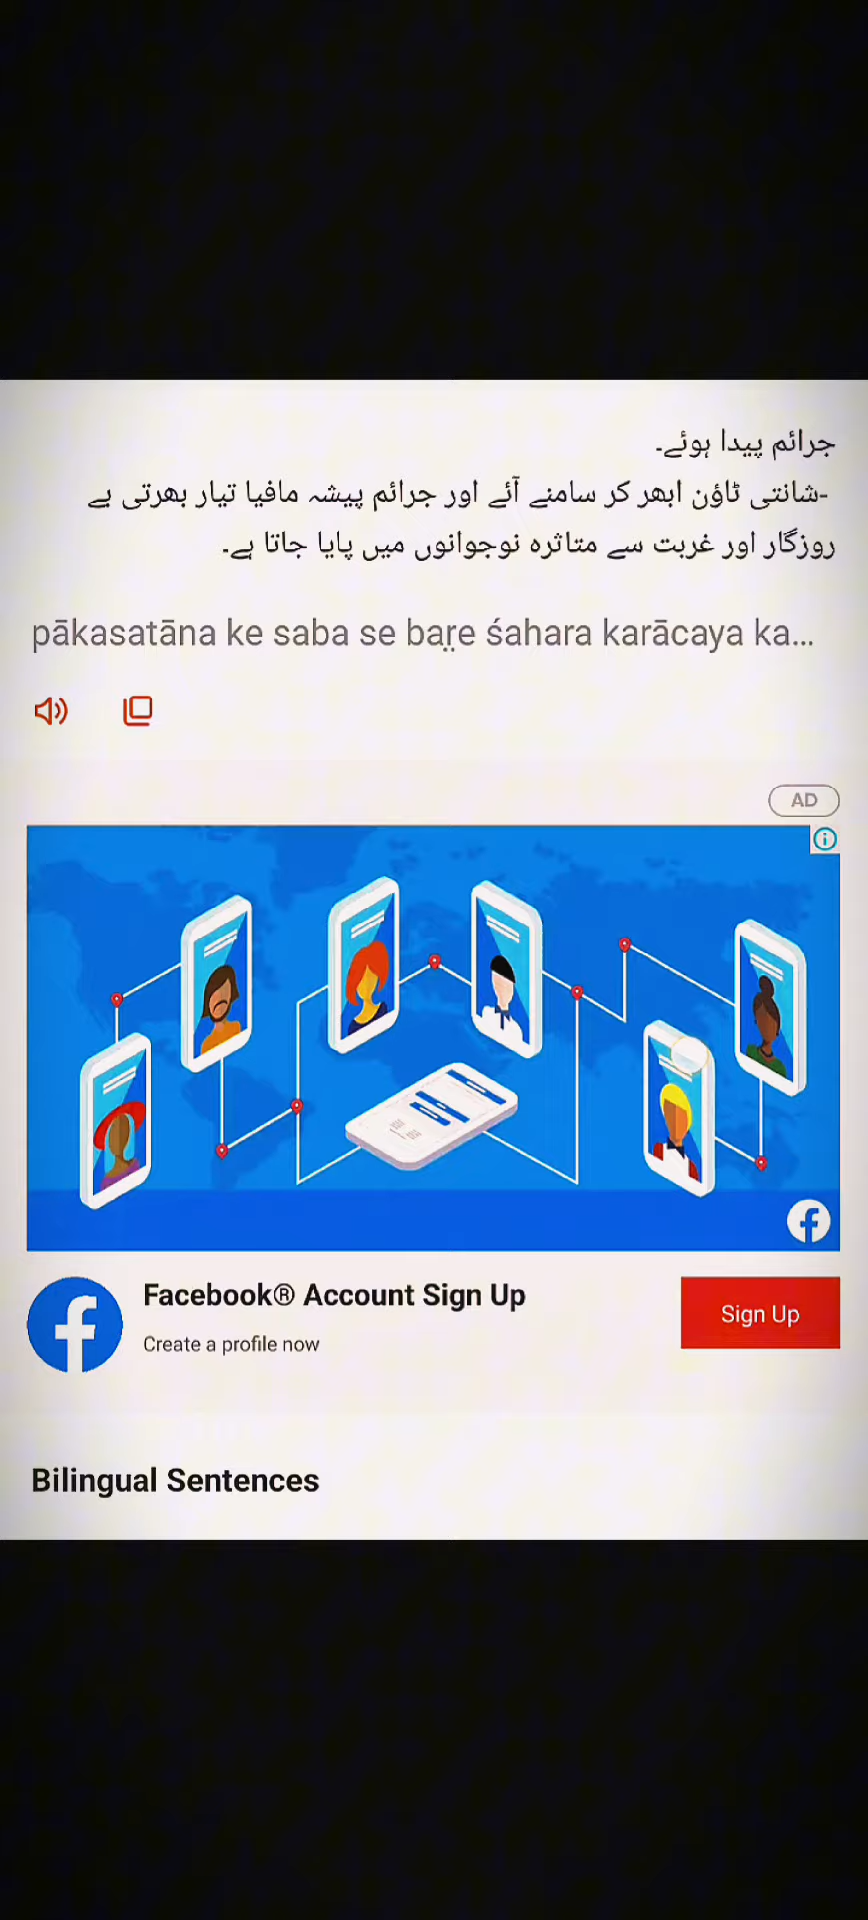 جرائم پیدا ہوئے۔
-شانتی ٹاؤن ابھر کر سامنے آئے اور جرائم پیشہ مافیا تیار بھرتی بے
روزگار اور غربت سے متاثرہ نوجوانوں میں پایا جاتا ہے۔
pākasatāna ke saba se baṛe śahara karācaya ka...
AD
Facebook® Account Sign Up
Create a profile now
Sign Up
Bilingual Sentences